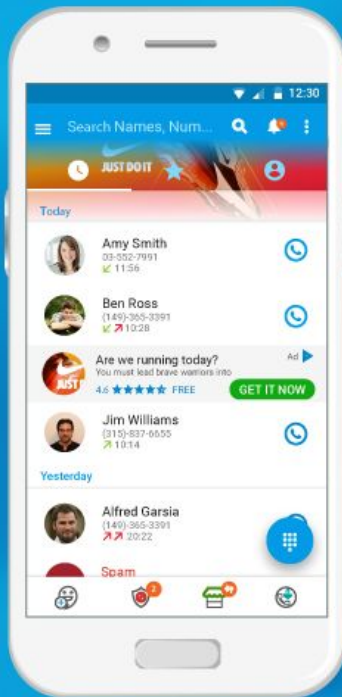 12:30
Search Names, Num...
JUST DO IT
Today
Amy Smith
03-552-7991
11:56
Ben Ross
(149)-365-3391
10:28
Are we running today?
Ad
You must lead brave warriors into
4.6 FREE
GET IT NOW
JUST
Jim Williams
(315)-837-6655
10:14
Yesterday
Alfred Garsia
(149)-365-3391
20:22
Spam
2